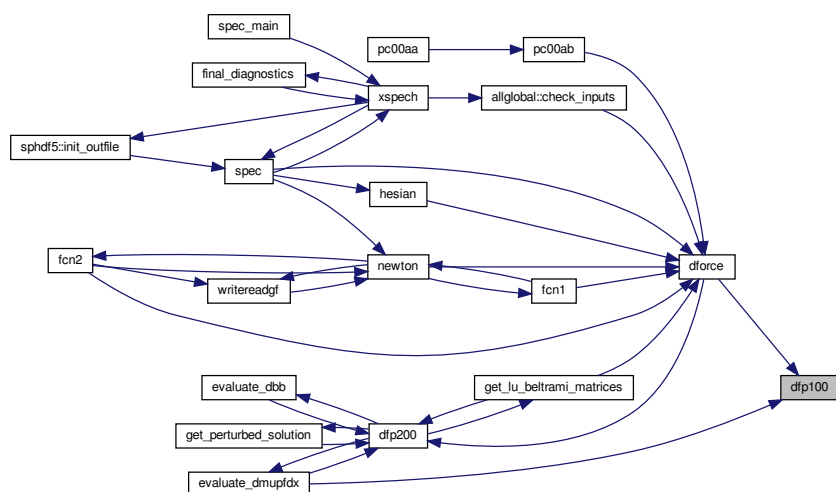 spec_main
pc00aa
pc00ab
final_diagnostics
xspech
allglobal::check_inputs
sphdf5::init_outfile
spec
hesian
fcn2
newton
dforce
writereadgf
fcn1
evaluate_dbb
get_lu_beltrami_matrices
dfp100
get_perturbed_solution
dfp200
evaluate_dmupfdx